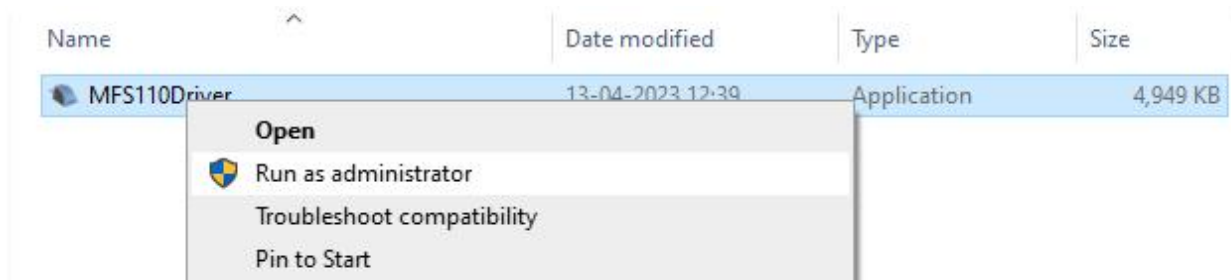 Name Date modified Type Size
MFS110Driver 13-04-2023 12:39 Application 4,949 KB
Open
Run as administrator
Troubleshoot compatibility
Pin to Start